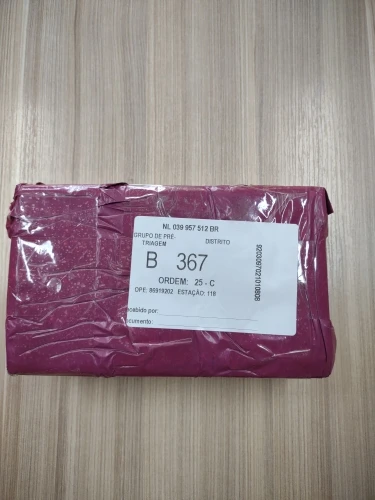 NL 039 957 512 BR
GRUPO DE PRÉ- DISTRITO
TRIAGEM
B 367
ORDEM: 25 - C
OPE: 86919202 ESTAÇÃO: 118
ecebido por:
ocumento: